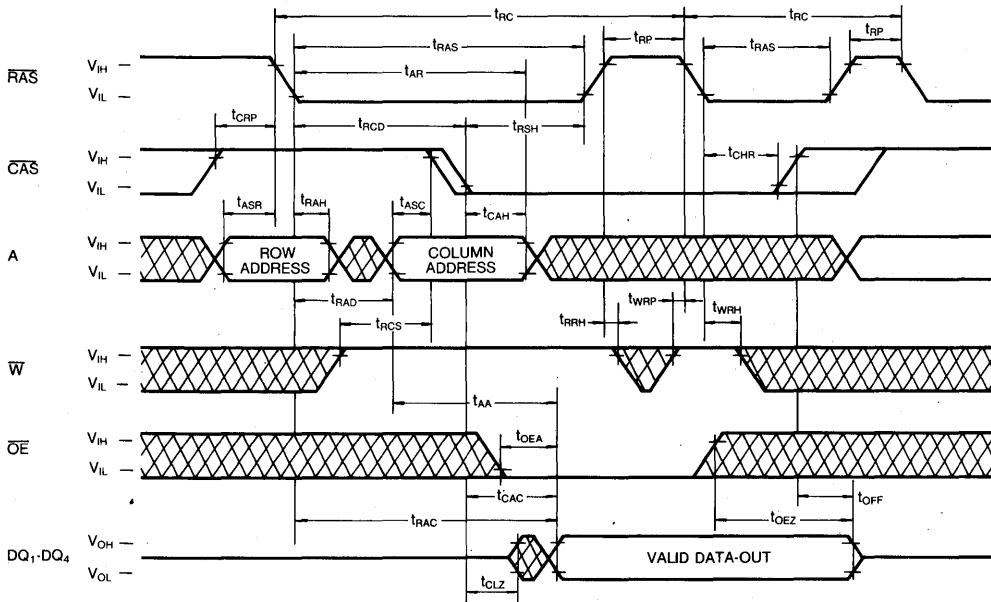 tRC tRC
tRAS tRP tRAS tRP
tAR
RAS VIH
VIL
tCRP tRCD tRSH
CAS VIH
VIL
tCHR
tASR tRAH tASC tCAH
A VIH
VIL
ROW ADDRESS
COLUMN ADDRESS
tRAD
tRCS
tRRH tWRP tWRH
W VIH
VIL
tAA
OE VIH
VIL
tOEA
tCAC
tOFF
tRAC
tOEZ
DQ1-DQ4 VOH
VOL
VALID DATA-OUT
tCLZ